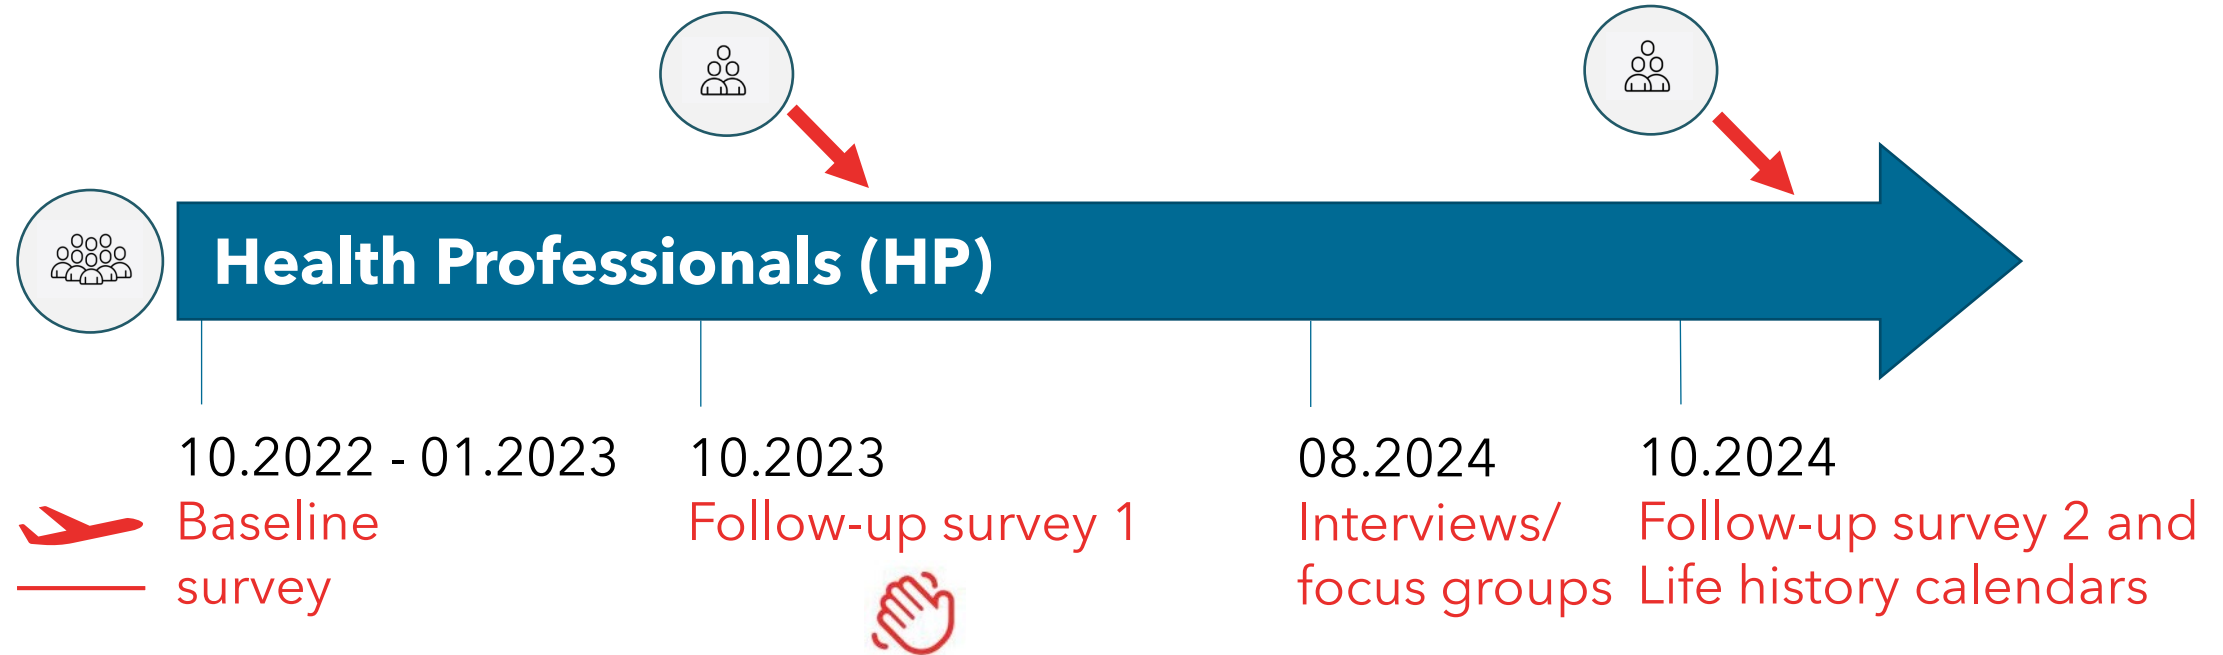 Health Professionals (HP)
10.2022 - 01.2023
Baseline
survey
10.2023
Follow-up survey 1
08.2024
Interviews/
focus groups
10.2024
Follow-up survey 2 and
Life history calendars